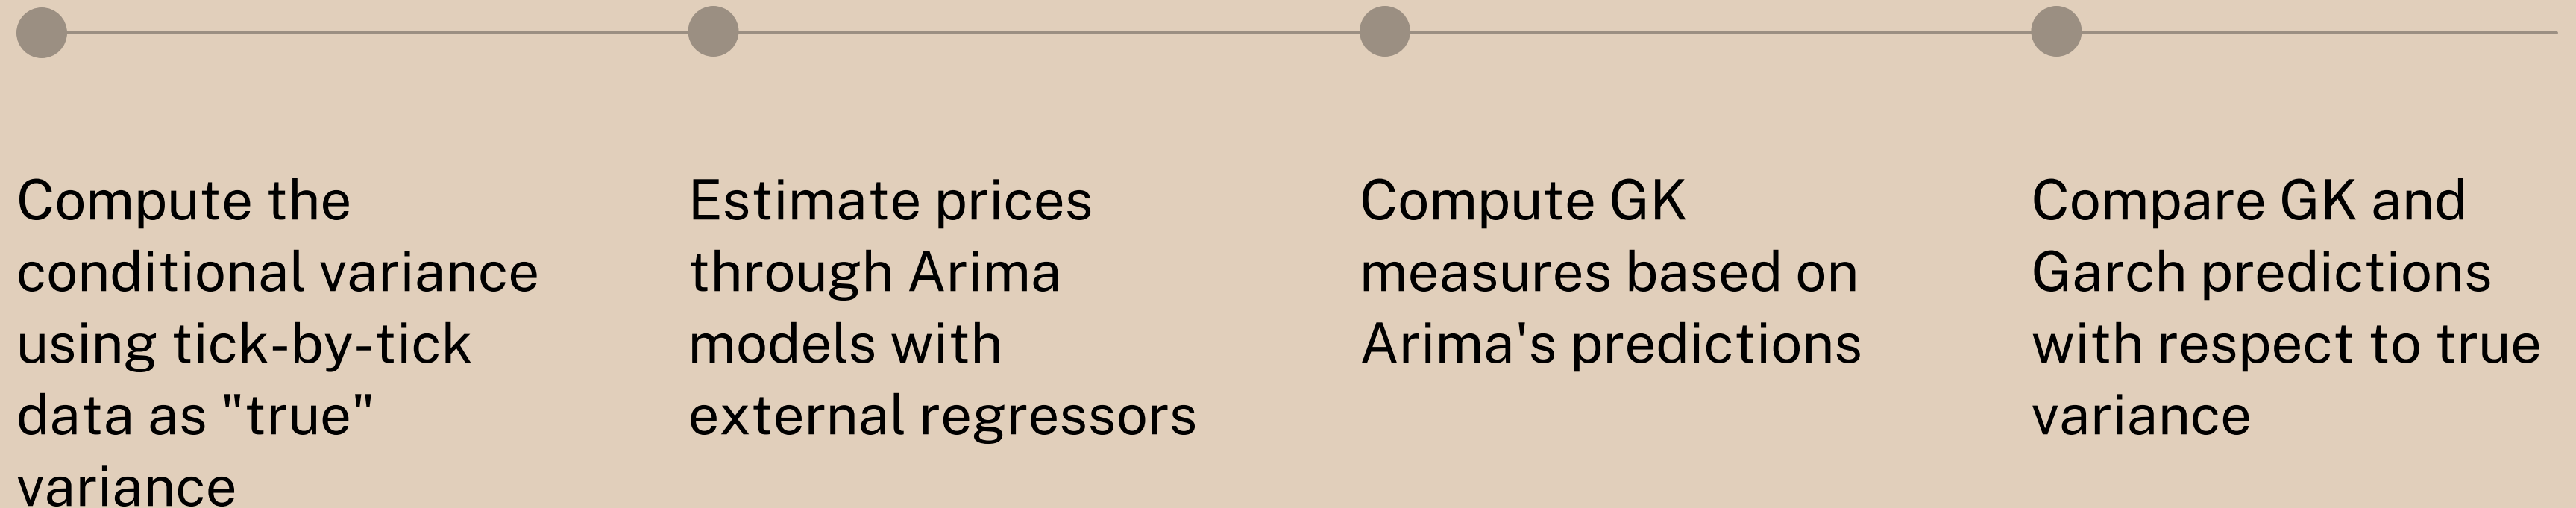 Compute the
conditional variance
using tick-by-tick
data as "true"
variance
Estimate prices
through Arima
models with
external regressors
Compute GK
measures based on
Arima's predictions
Compare GK and
Garch predictions
with respect to true
variance